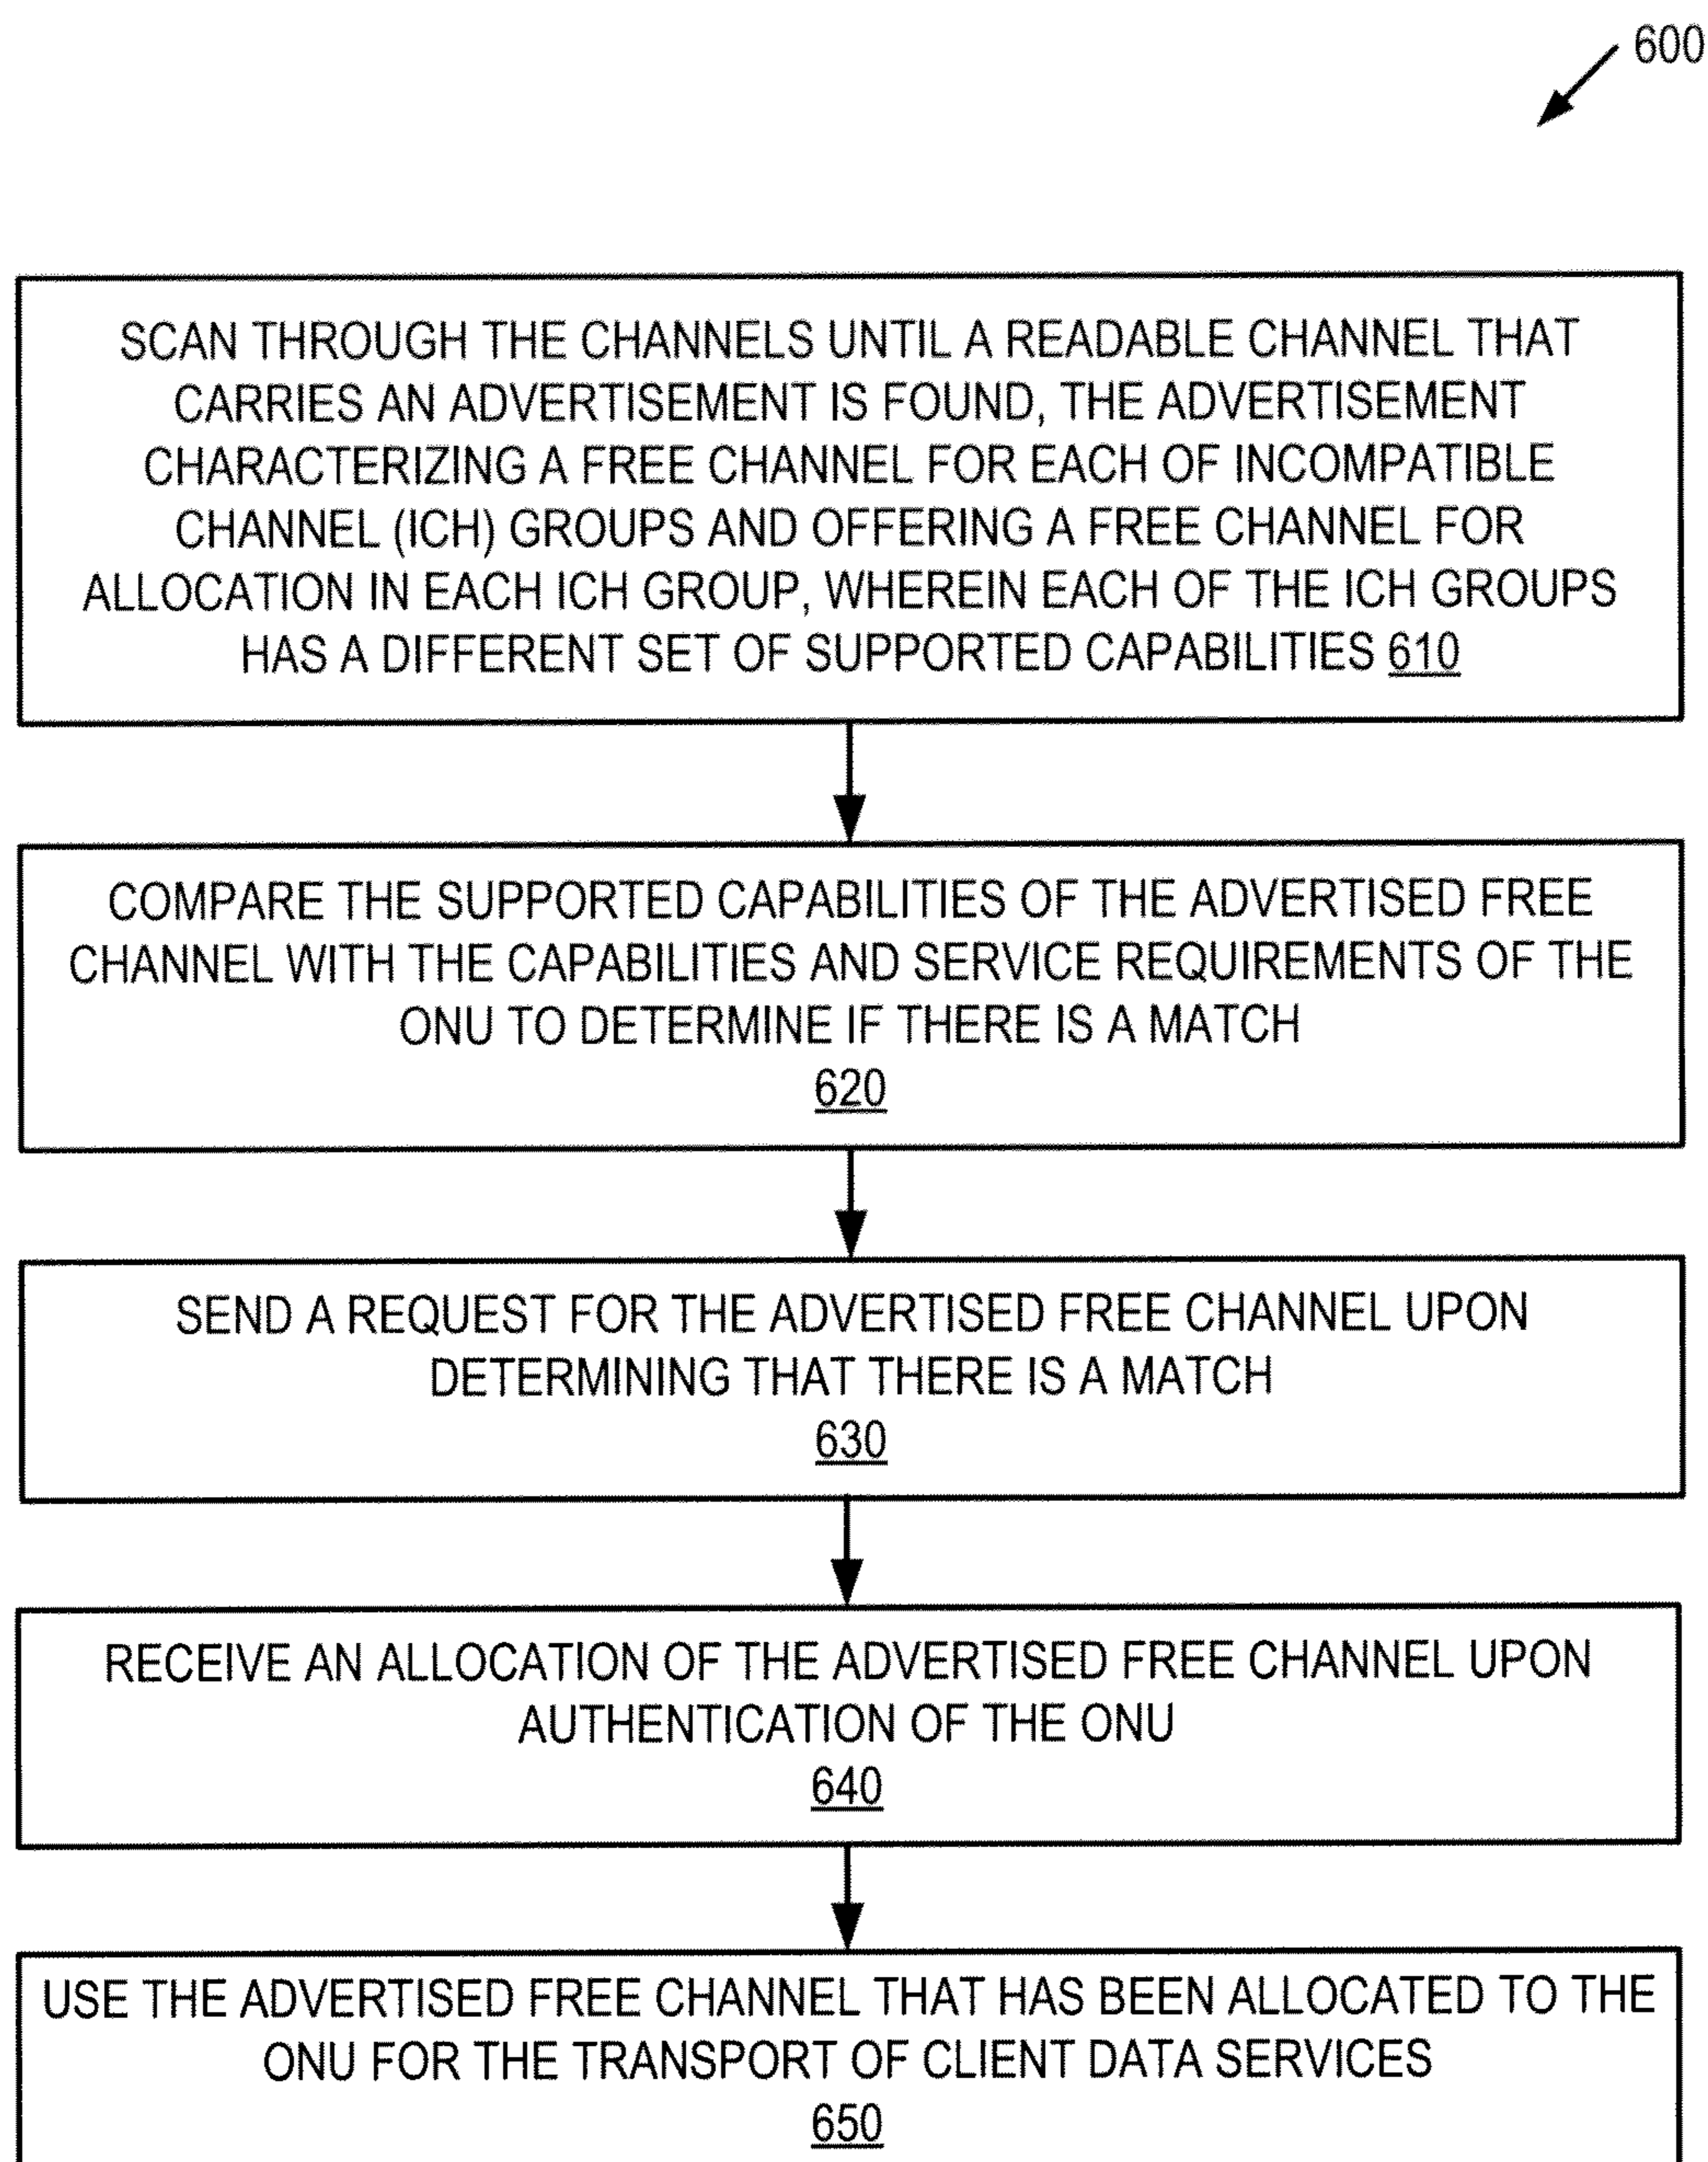 600
SCAN THROUGH THE CHANNELS UNTIL A READABLE CHANNEL THAT
CARRIES AN ADVERTISEMENT IS FOUND, THE ADVERTISEMENT
CHARACTERIZING A FREE CHANNEL FOR EACH OF INCOMPATIBLE
CHANNEL (ICH) GROUPS AND OFFERING A FREE CHANNEL FOR
ALLOCATION IN EACH ICH GROUP, WHEREIN EACH OF THE ICH GROUPS
HAS A DIFFERENT SET OF SUPPORTED CAPABILITIES 610
COMPARE THE SUPPORTED CAPABILITIES OF THE ADVERTISED FREE
CHANNEL WITH THE CAPABILITIES AND SERVICE REQUIREMENTS OF THE
ONU TO DETERMINE IF THERE IS A MATCH
620
SEND A REQUEST FOR THE ADVERTISED FREE CHANNEL UPON
DETERMINING THAT THERE IS A MATCH
630
RECEIVE AN ALLOCATION OF THE ADVERTISED FREE CHANNEL UPON
AUTHENTICATION OF THE ONU
640
USE THE ADVERTISED FREE CHANNEL THAT HAS BEEN ALLOCATED TO THE
ONU FOR THE TRANSPORT OF CLIENT DATA SERVICES
650